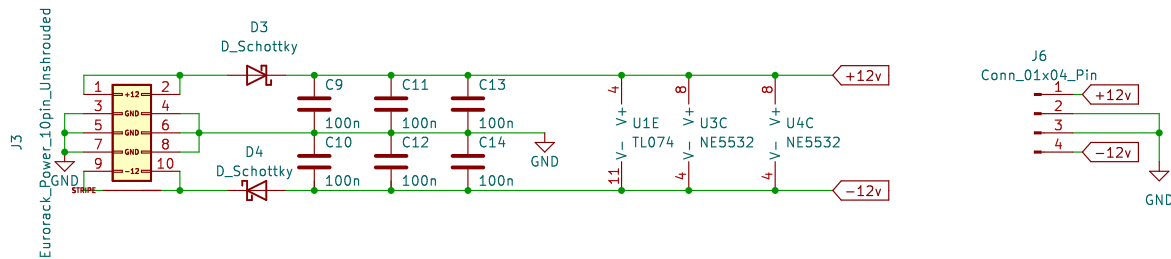 J3
Eurorack_Power_10pin_Unshrouded
1
2
+12
3
4
GND
5
6
GND
7
8
GND
9
10
-12
STRIPE
GND
D3
D_Schottky
D4
D_Schottky
C9
100n
C11
100n
C13
100n
C10
100n
C12
100n
C14
100n
GND
4
V+
U1E
TL074
V-
11
8
V+
U3C
NE5532
V-
4
8
V+
U4C
NE5532
V-
4
+12v
-12v
J6
Conn_01x04_Pin
1
+12v
2
3
4
-12v
GND